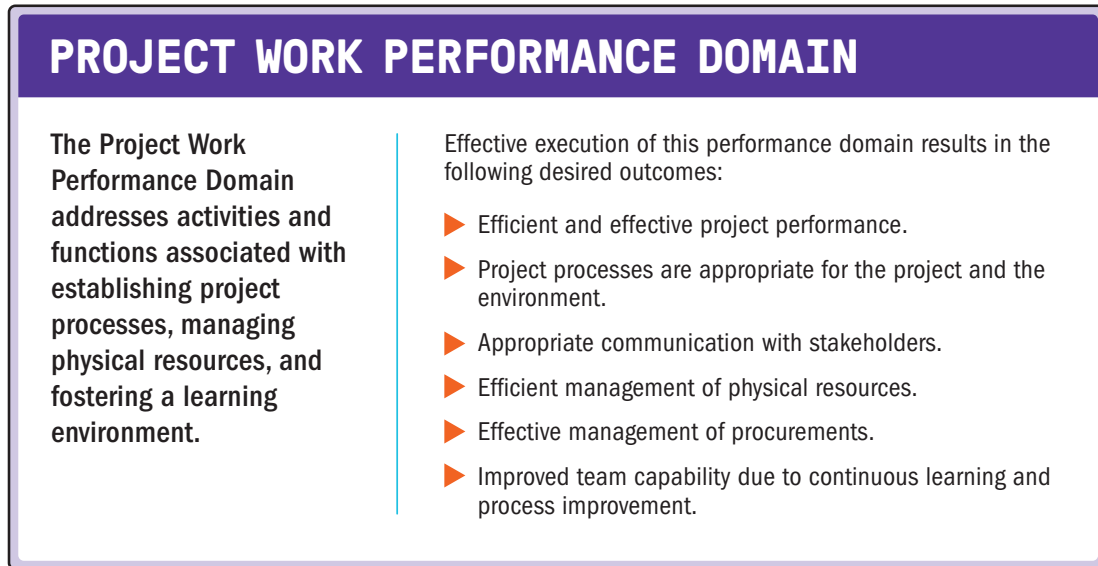 PROJECT WORK PERFORMANCE DOMAIN
The Project Work
Performance Domain
addresses activities and
functions associated with
establishing project
processes, managing
physical resources, and
fostering a learning
environment.
Effective execution of this performance domain results in the
following desired outcomes:
Efficient and effective project performance.
Project processes are appropriate for the project and the
environment.
Appropriate communication with stakeholders.
Efficient management of physical resources.
Effective management of procurements.
Improved team capability due to continuous learning and
process improvement.